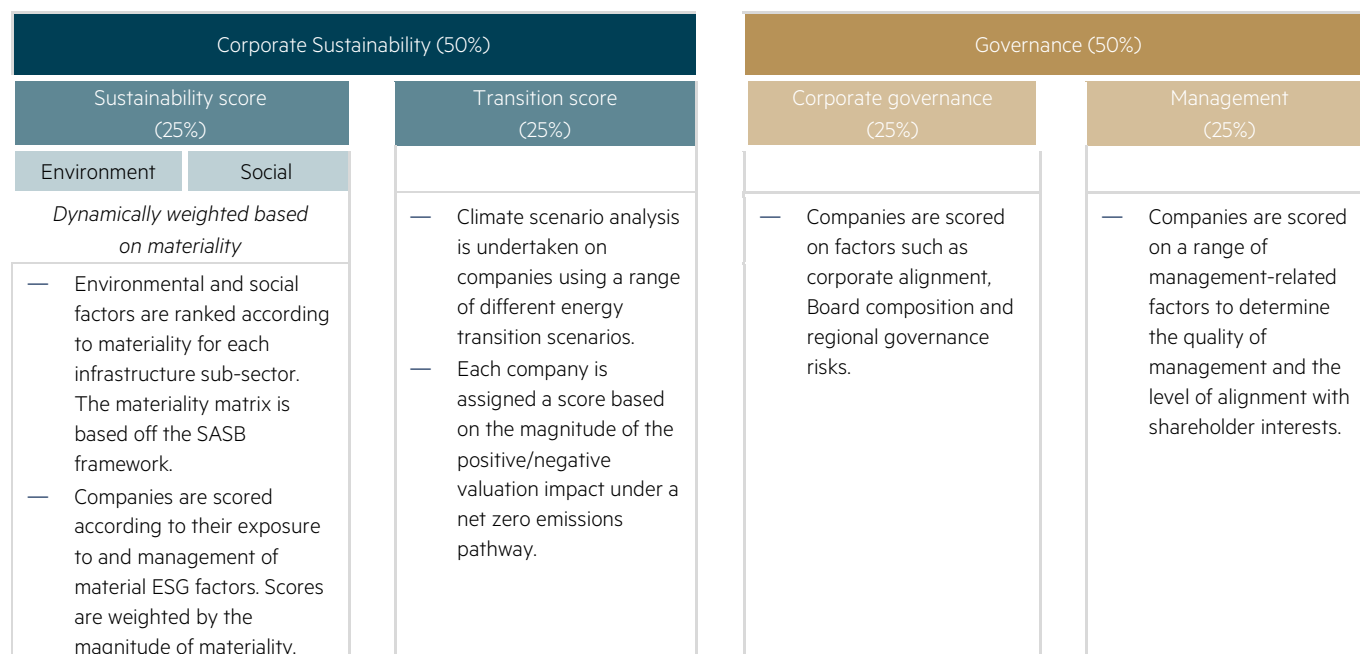 Corporate Sustainability (50%)
Governance (50%)
Sustainability score
(25%)
Transition score
(25%)
Corporate governance
(25%)
Management
(25%)
Environment
Social
Dynamically weighted based
on materiality
— Environmental and social
factors are ranked according
to materiality for each
infrastructure sub-sector.
The materiality matrix is
based off the SASB
framework.
— Companies are scored
according to their exposure
to and management of
material ESG factors. Scores
are weighted by the
magnitude of materiality.
— Climate scenario analysis
is undertaken on
companies using a range
of different energy
transition scenarios.
— Each company is
assigned a score based
on the magnitude of the
positive/negative
valuation impact under a
net zero emissions
pathway.
— Companies are scored
on factors such as
corporate alignment,
Board composition and
regional governance
risks.
— Companies are scored
on a range of
management-related
factors to determine
the quality of
management and the
level of alignment with
shareholder interests.